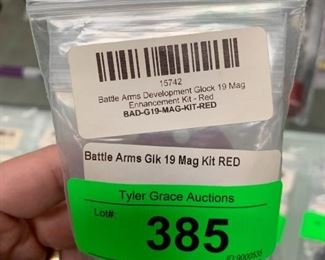 15742
Battle Arms Development Glock 19 Mag
Enhancement Kit - Red
BAD-G19-MAG-KIT-RED
Battle Arms Glk 19 Mag Kit RED
Tyler Grace Auctions
Lot#:
385